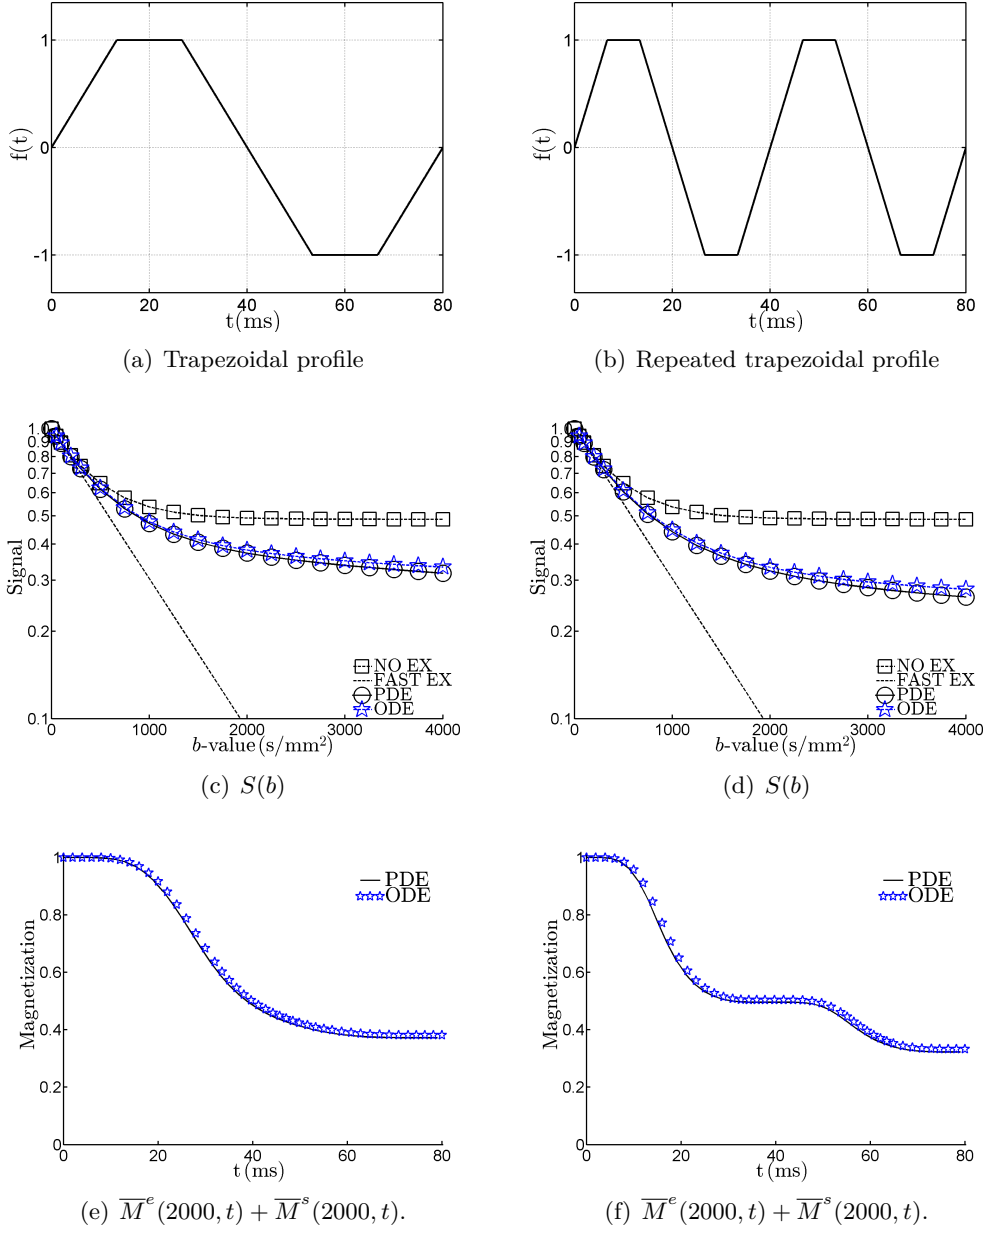 1
0
-1
f(t)
0 20 40 60 80
t(ms)
(a) Trapezoidal profile
1
0
-1
f(t)
0 20 40 60 80
t(ms)
(b) Repeated trapezoidal profile
1.0
0.9
0.8
0.7
0.6
0.5
0.4
0.3
0.2
0.1
Signal
NO EX
FAST EX
PDE
ODE
0 1000 2000 3000 4000
b-value (s/mm²)
(c) S(b)
1.0
0.9
0.8
0.7
0.6
0.5
0.4
0.3
0.2
0.1
Signal
NO EX
FAST EX
PDE
ODE
0 1000 2000 3000 4000
b-value (s/mm²)
(d) S(b)
1
0.8
0.6
0.4
0.2
0
Magnetization
PDE
ODE
0 20 40 60 80
t(ms)
(e) M̅ᵉ(2000, t) + M̅ˢ(2000, t).
1
0.8
0.6
0.4
0.2
0
Magnetization
PDE
ODE
0 20 40 60 80
t(ms)
(f) M̅ᵉ(2000, t) + M̅ˢ(2000, t).